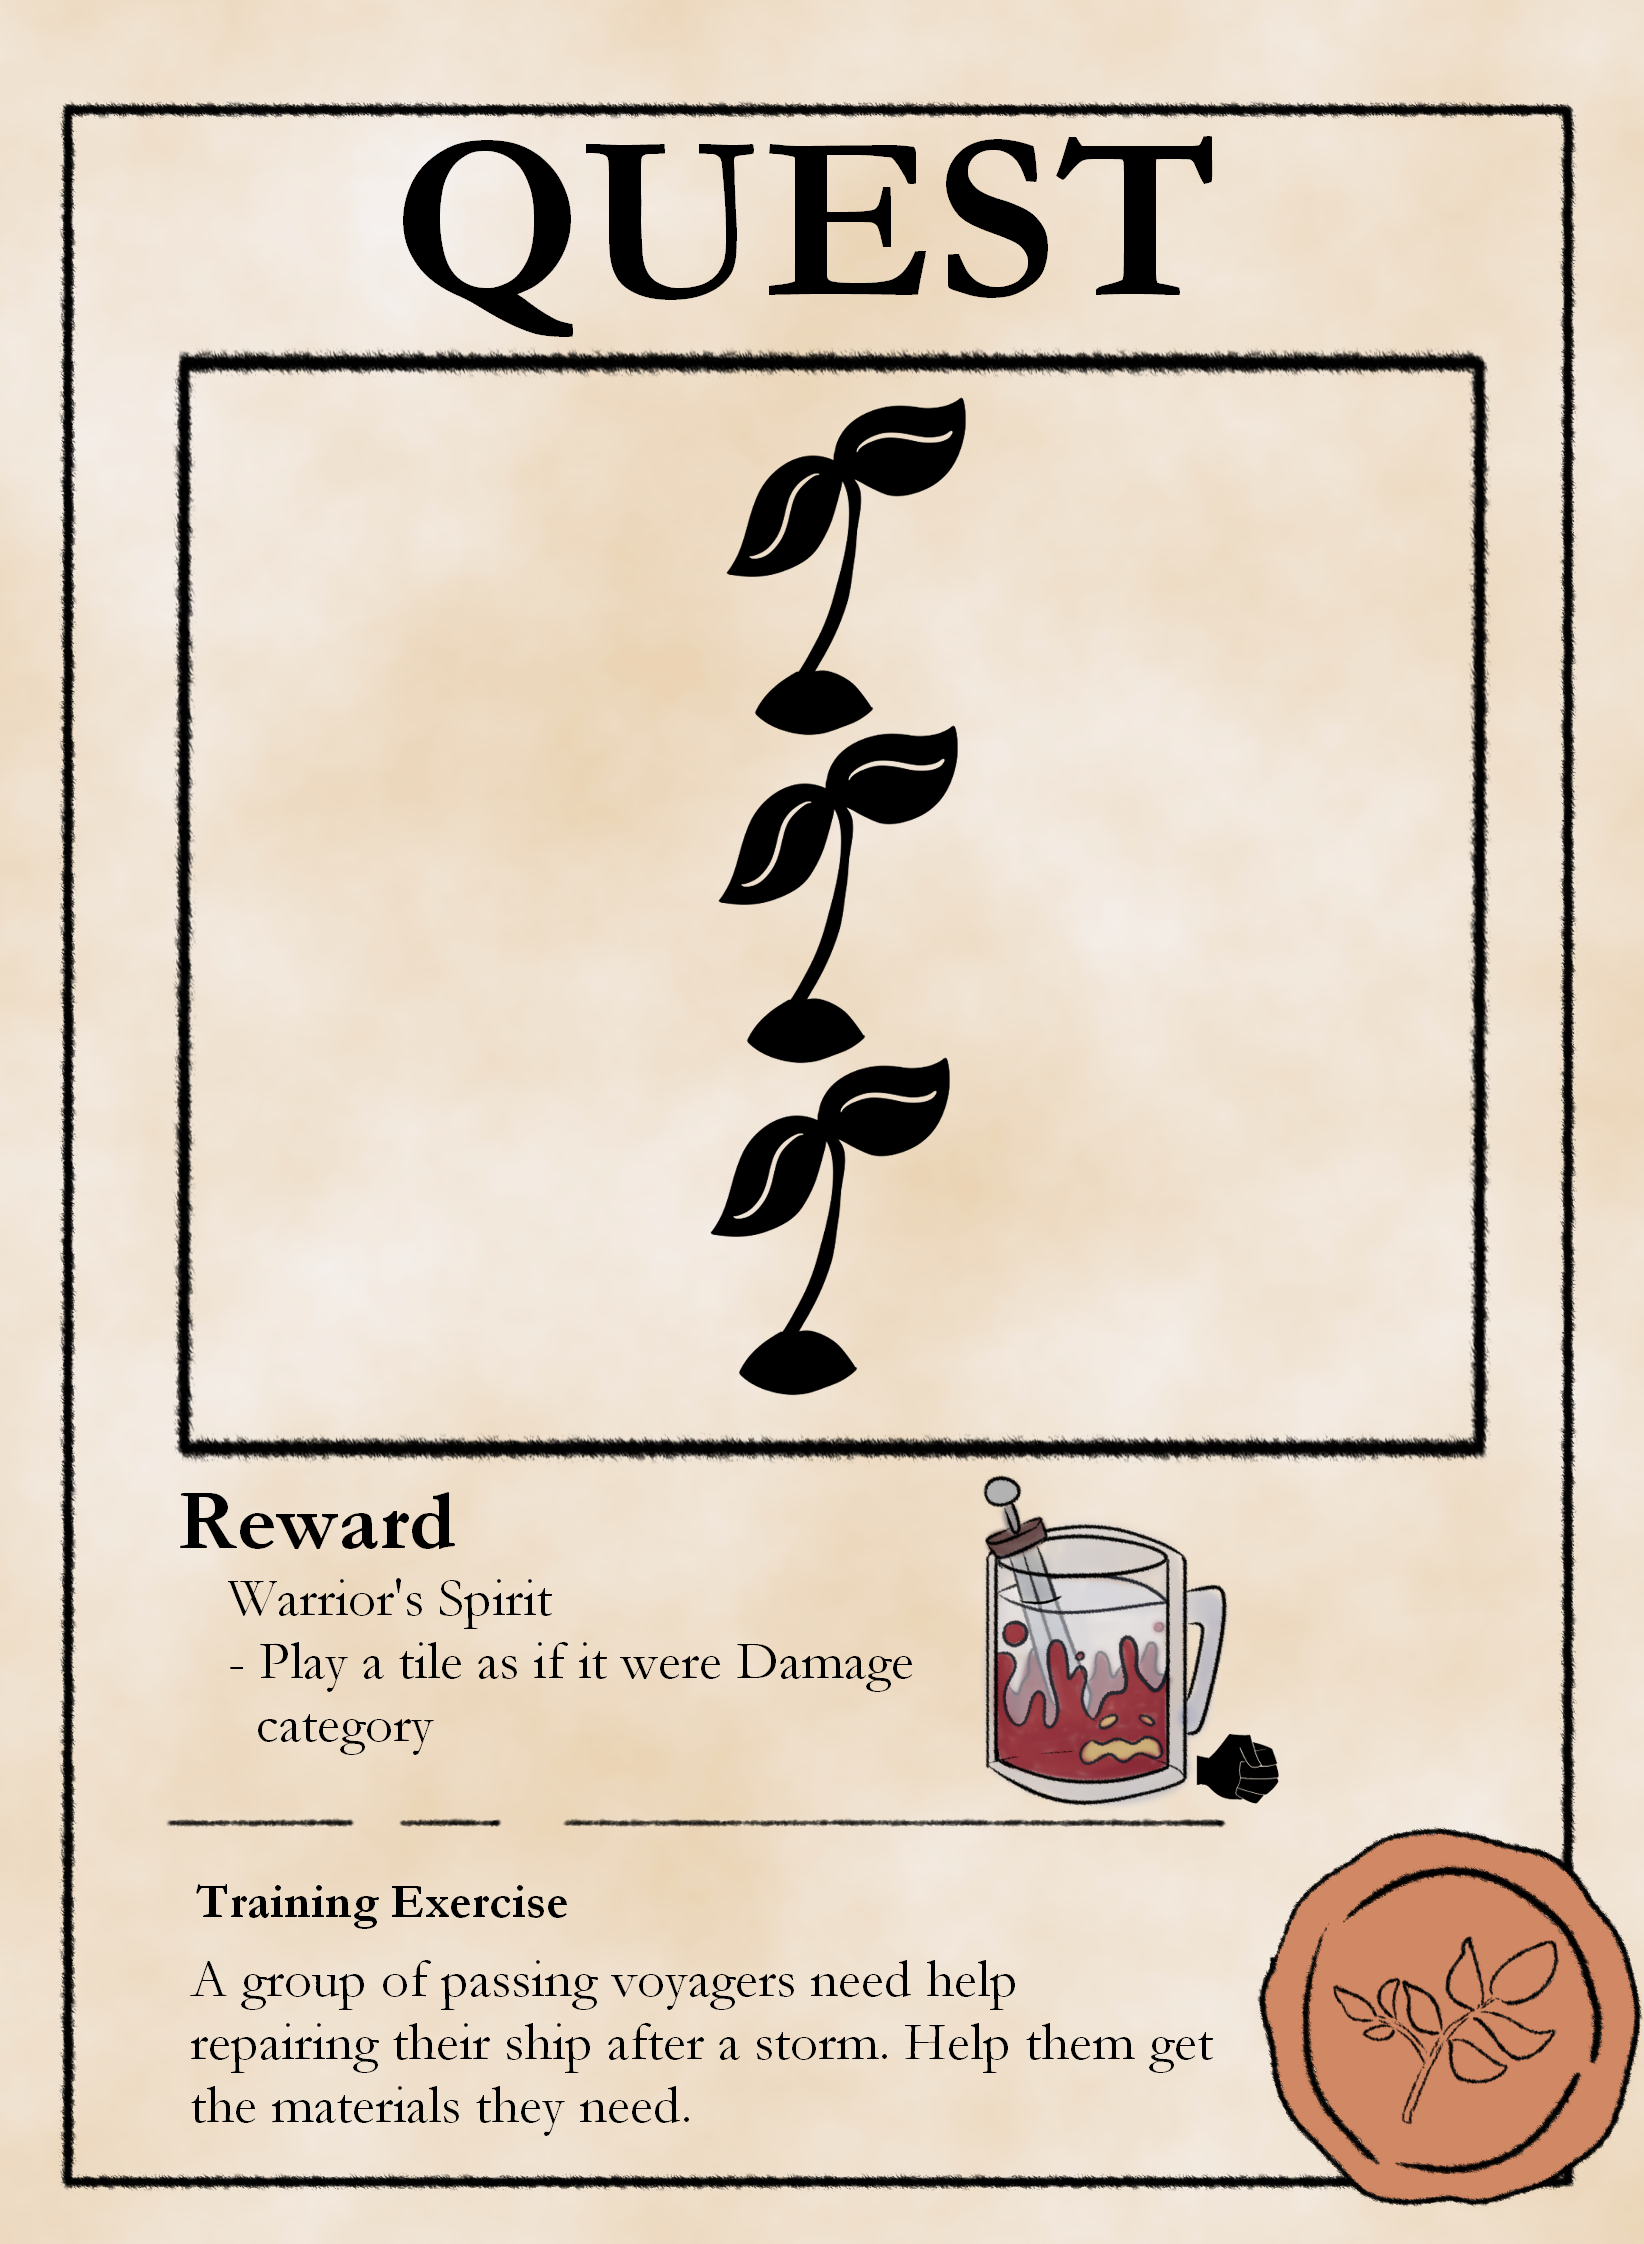 QUEST
Reward
Warrior's Spirit
- Play a tile as if it were Damage
category
Training Exercise
A group of passing voyagers need help
repairing their ship after a storm. Help them get
the materials they need.